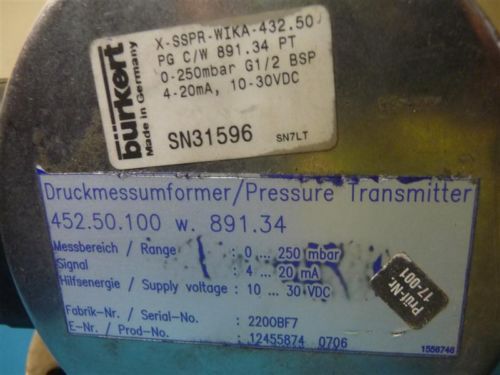 burkert
Made in Germany
X-SSPR-WIKA-432.50
PG C/W 891.34 PT
0-250mbar G1/2 BSP
4-20mA, 10-30VDC
SN31596 SN7LT
Druckmessumformer/Pressure Transmitter
452.50.100 w. 891.34
Messbereich / Range : 0 ... 250 mbar
Signal : 4 ... 20 mA
Hilfsenergie / Supply voltage : 10 ... 30 VDC
Fabrik-Nr. / Serial-No. : 2200BF7
E-Nr. / Prod-No. : 12455874 0706
Prüf-Nr.
17-001
1558746